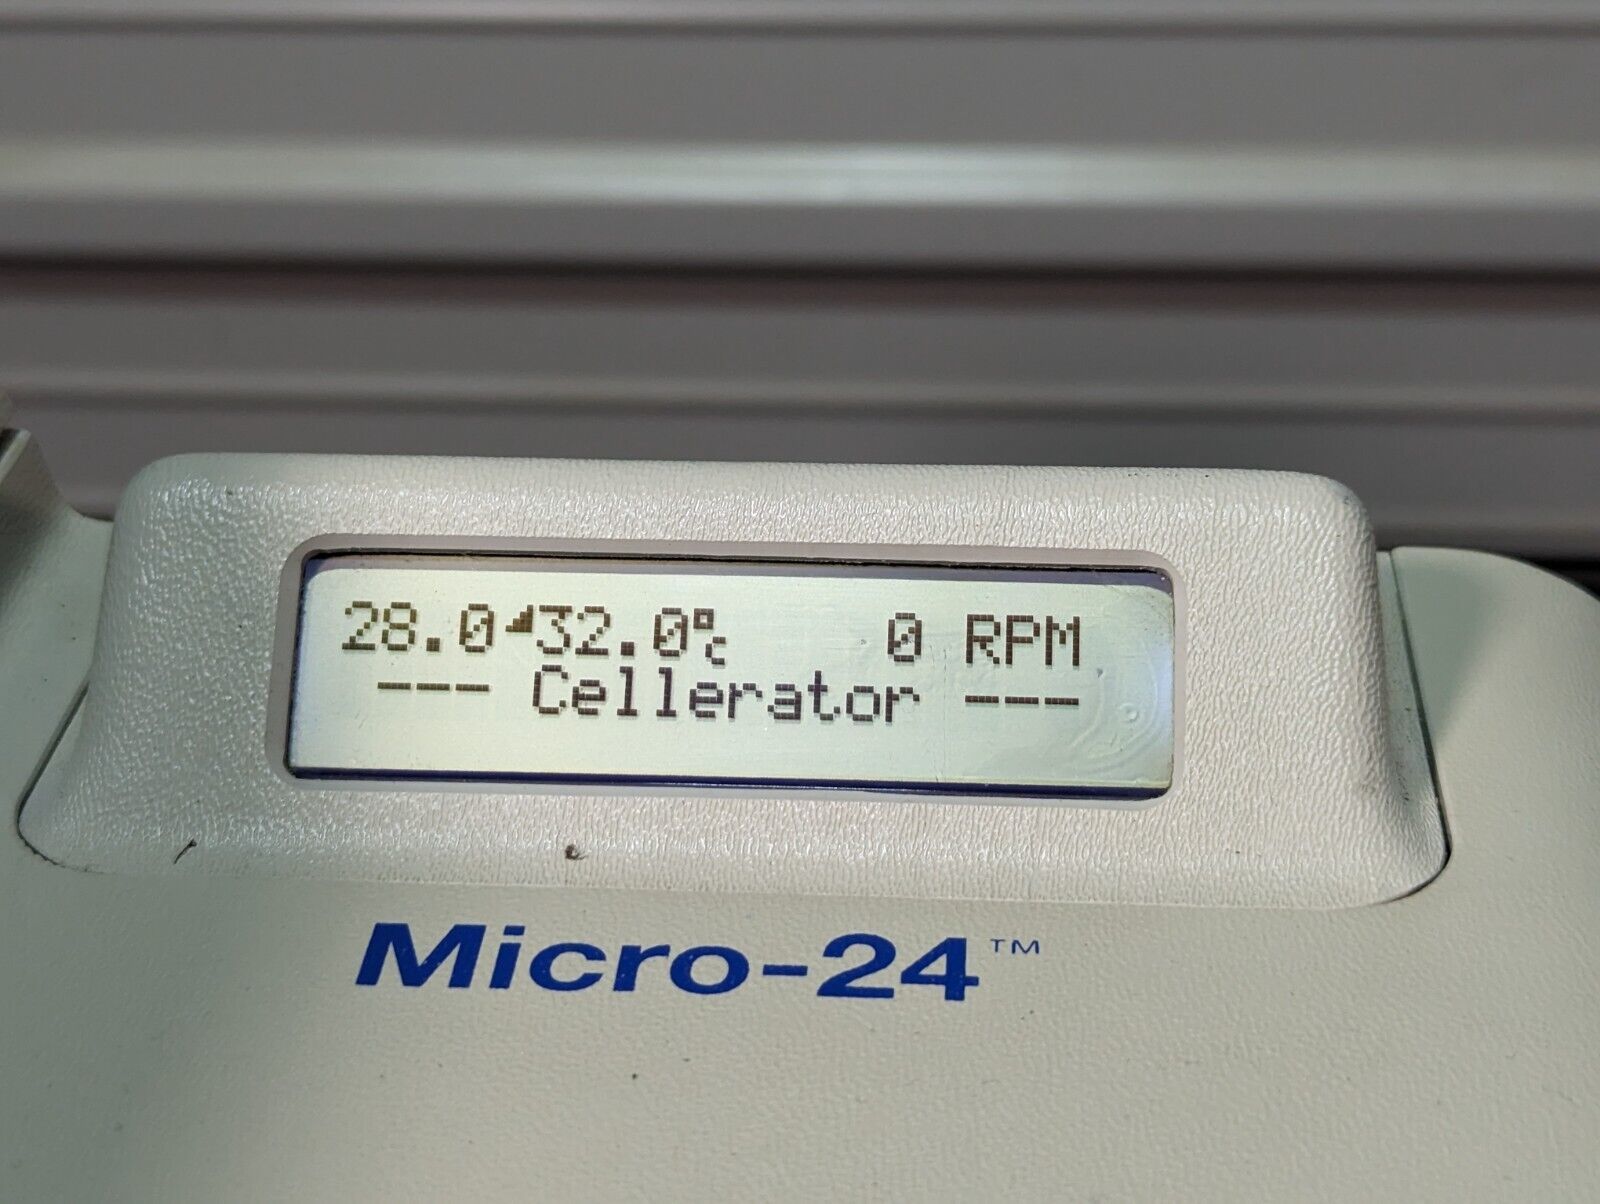 28.0◢32.0°C 0 RPM
--- Cellerator ---
Micro-24™